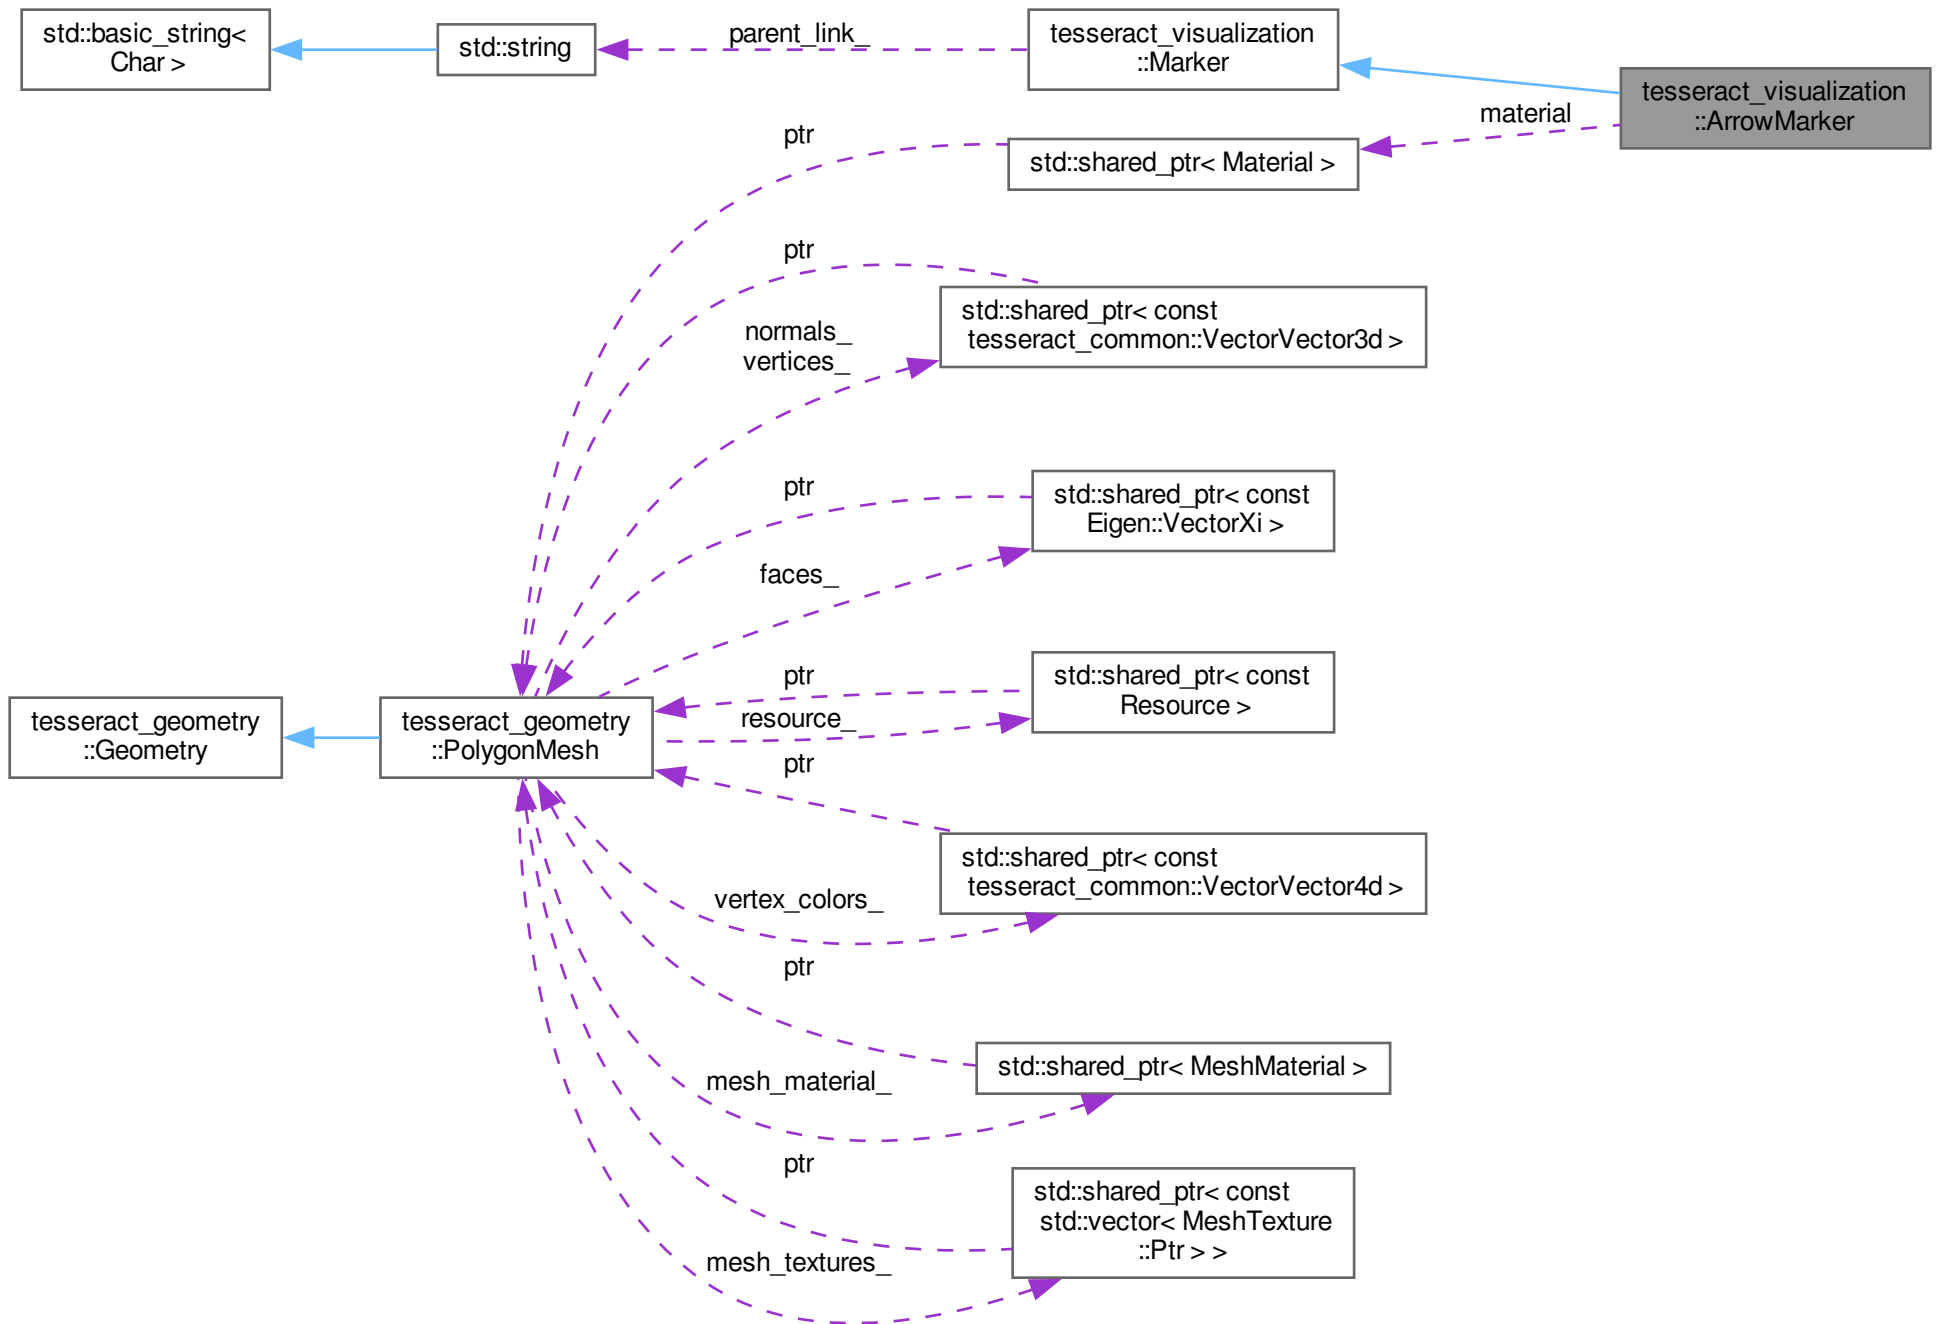 std::basic_string<
Char >
std::string
parent_link_
tesseract_visualization
::Marker
tesseract_visualization
::ArrowMarker
material
ptr
std::shared_ptr< Material >
ptr
std::shared_ptr< const
tesseract_common::VectorVector3d >
normals_
vertices_
ptr
std::shared_ptr< const
Eigen::VectorXi >
faces_
ptr
std::shared_ptr< const
Resource >
resource_
tesseract_geometry
::Geometry
tesseract_geometry
::PolygonMesh
ptr
std::shared_ptr< const
tesseract_common::VectorVector4d >
vertex_colors_
ptr
std::shared_ptr< MeshMaterial >
mesh_material_
ptr
std::shared_ptr< const
std::vector< MeshTexture
::Ptr > >
mesh_textures_